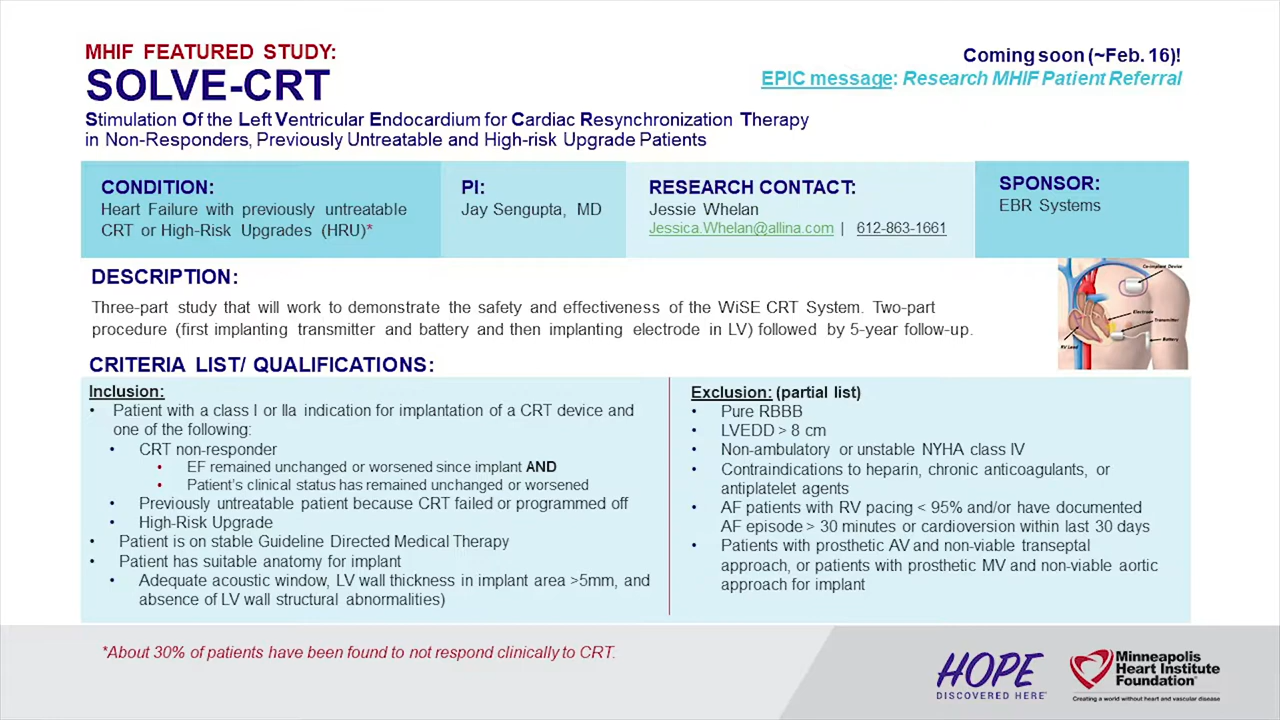 MHIF FEATURED STUDY:
SOLVE-CRT
Coming soon (~Feb. 16)!
EPIC message: Research MHIF Patient Referral
Stimulation Of the Left Ventricular Endocardium for Cardiac Resynchronization Therapy
in Non-Responders, Previously Untreatable and High-risk Upgrade Patients
CONDITION:
Heart Failure with previously untreatable
CRT or High-Risk Upgrades (HRU)*
PI:
Jay Sengupta, MD
RESEARCH CONTACT:
Jessie Whelan
Jessica.Whelan@allina.com | 612-863-1661
SPONSOR:
EBR Systems
DESCRIPTION:
Three-part study that will work to demonstrate the safety and effectiveness of the WiSE CRT System. Two-part
procedure (first implanting transmitter and battery and then implanting electrode in LV) followed by 5-year follow-up.
Co-implant Device
Electrode
Transmitter
RV Lead
Battery
CRITERIA LIST/ QUALIFICATIONS:
Inclusion:
• Patient with a class I or IIa indication for implantation of a CRT device and
one of the following:
• CRT non-responder
• EF remained unchanged or worsened since implant AND
• Patient's clinical status has remained unchanged or worsened
• Previously untreatable patient because CRT failed or programmed off
• High-Risk Upgrade
• Patient is on stable Guideline Directed Medical Therapy
• Patient has suitable anatomy for implant
• Adequate acoustic window, LV wall thickness in implant area >5mm, and
absence of LV wall structural abnormalities)
Exclusion: (partial list)
• Pure RBBB
• LVEDD > 8 cm
• Non-ambulatory or unstable NYHA class IV
• Contraindications to heparin, chronic anticoagulants, or
antiplatelet agents
• AF patients with RV pacing < 95% and/or have documented
AF episode > 30 minutes or cardioversion within last 30 days
• Patients with prosthetic AV and non-viable transeptal
approach, or patients with prosthetic MV and non-viable aortic
approach for implant
*About 30% of patients have been found to not respond clinically to CRT.
HOPE
DISCOVERED HERE™
Minneapolis
Heart Institute
Foundation®
Creating a world without heart and vascular disease